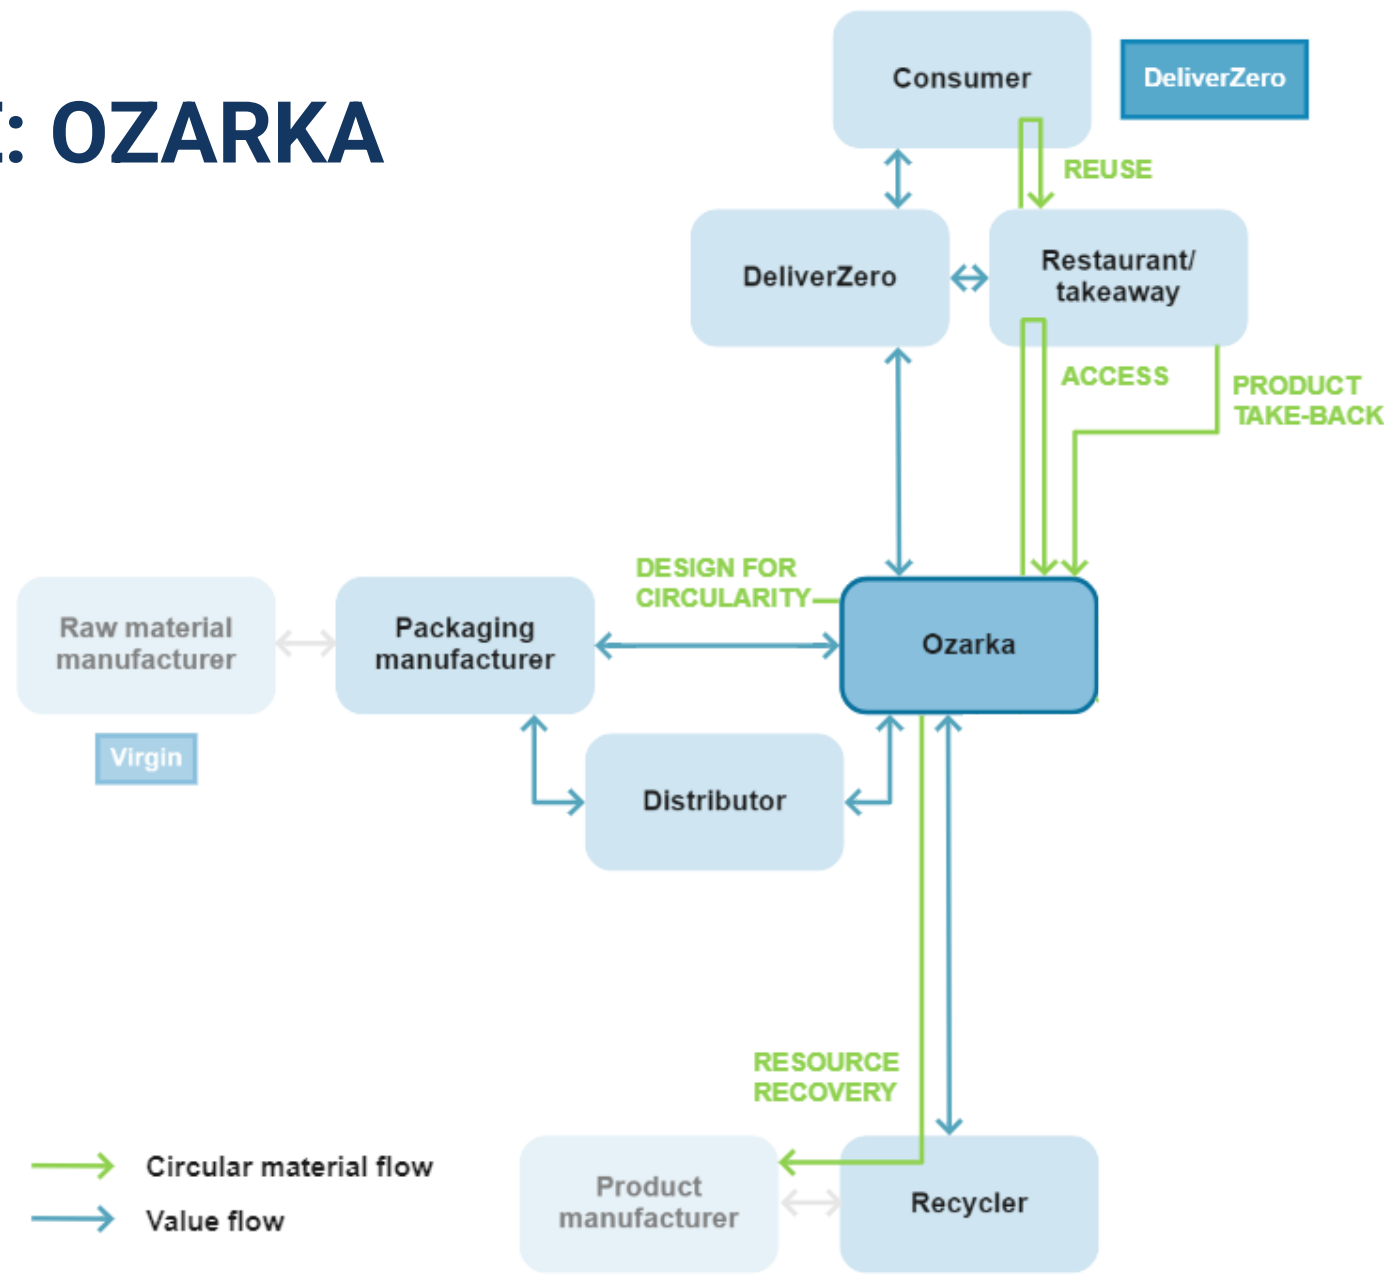 : OZARKA
Consumer
DeliverZero
REUSE
DeliverZero
Restaurant/
takeaway
ACCESS
PRODUCT
TAKE-BACK
DESIGN FOR
CIRCULARITY
Raw material
manufacturer
Packaging
manufacturer
Ozarka
Virgin
Distributor
RESOURCE
RECOVERY
Circular material flow
Value flow
Product
manufacturer
Recycler